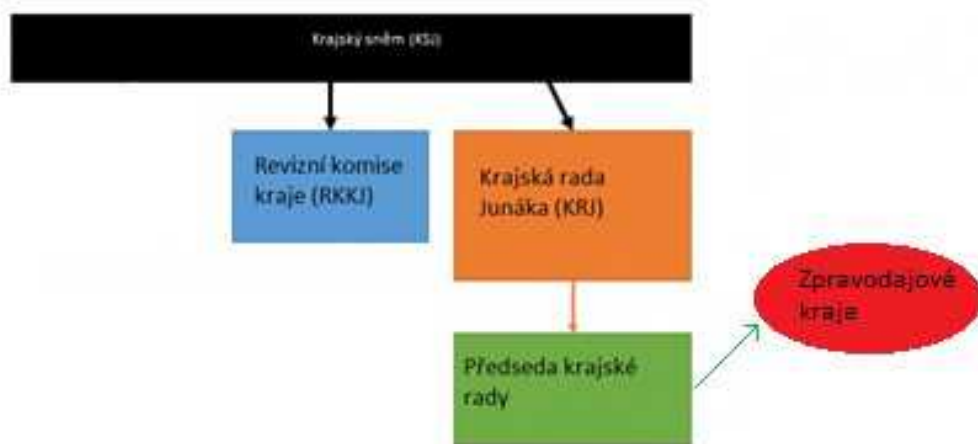 Krajský sněm (KSJ)
Revizní komise
kraje (RKKJ)
Krajská rada
Junáka (KRJ)
Zpravodajové
kraje
Předseda krajské
rady